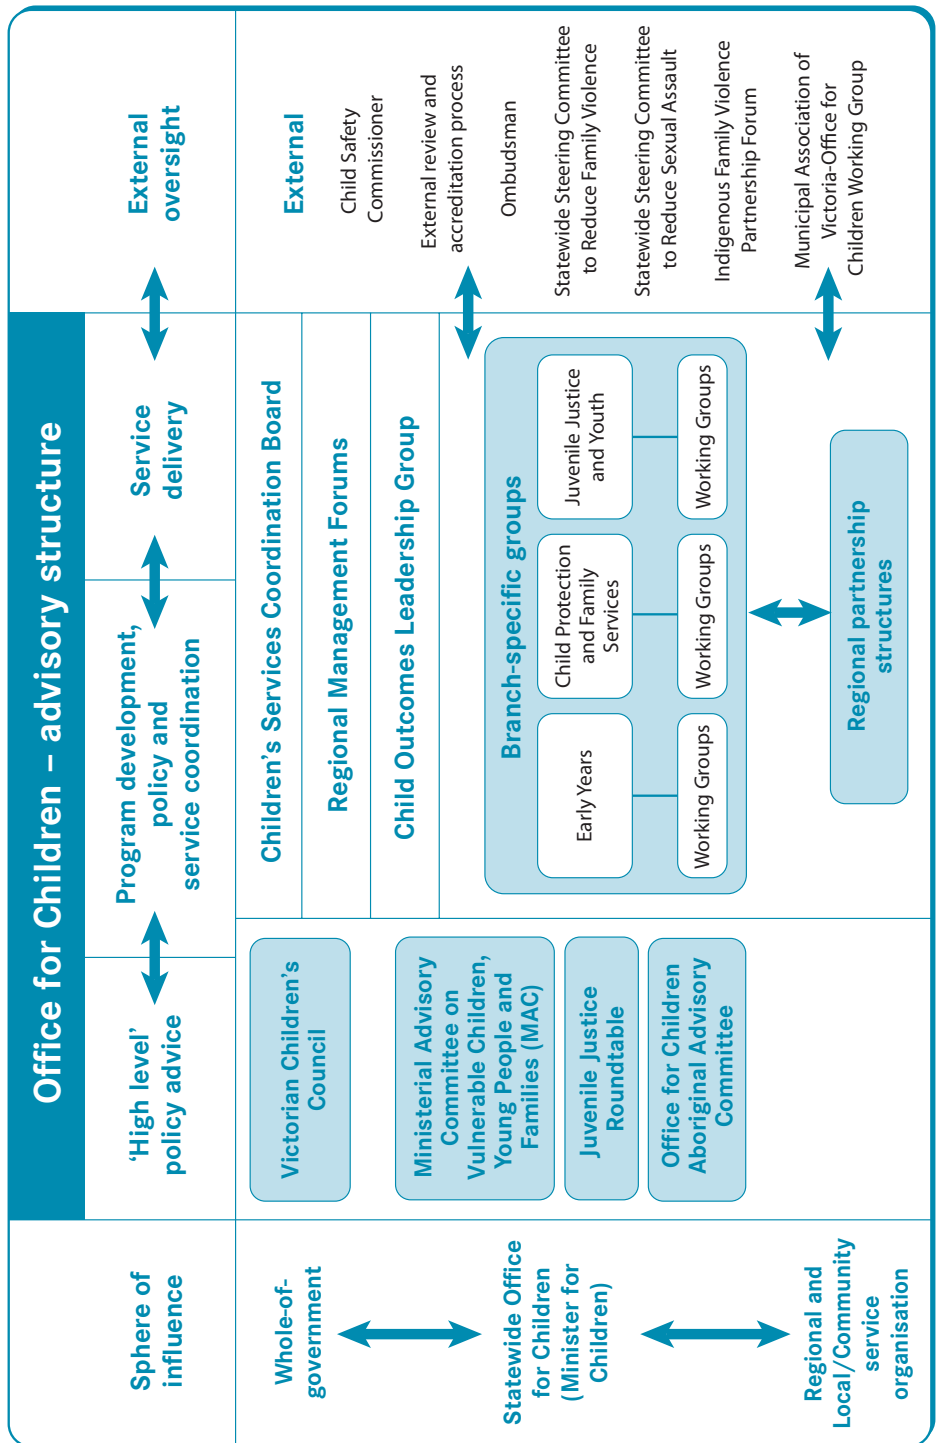 Office for Children – advisory structure
Sphere of
influence
‘High level’
policy advice
Program development,
policy and
service coordination
Service
delivery
External
oversight
Whole-of-
government
Statewide Office
for Children
(Minister for
Children)
Regional and
Local/Community
service
organisation
Victorian Children’s
Council
Ministerial Advisory
Committee on
Vulnerable Children,
Young People and
Families (MAC)
Juvenile Justice
Roundtable
Office for Children
Aboriginal Advisory
Committee
Children’s Services Coordination Board
Regional Management Forums
Child Outcomes Leadership Group
Branch-specific groups
Early Years
Child Protection
and Family
Services
Juvenile Justice
and Youth
Working Groups
Working Groups
Working Groups
Regional partnership
structures
External
Child Safety
Commissioner
External review and
accreditation process
Ombudsman
Statewide Steering Committee
to Reduce Family Violence
Statewide Steering Committee
to Reduce Sexual Assault
Indigenous Family Violence
Partnership Forum
Municipal Association of
Victoria-Office for
Children Working Group